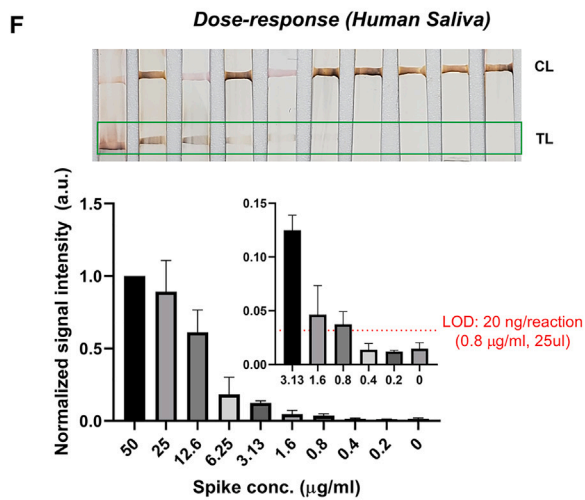 F
Dose-response (Human Saliva)
CL
TL
Normalized signal intensity (a.u.)
1.5
1.0
0.5
0.0
50 25 12.6 6.25 3.13 1.6 0.8 0.4 0.2 0
Spike conc. (μg/ml)
0.15
0.10
0.05
0.00
3.13 1.6 0.8 0.4 0.2 0
LOD: 20 ng/reaction
(0.8 μg/ml, 25ul)